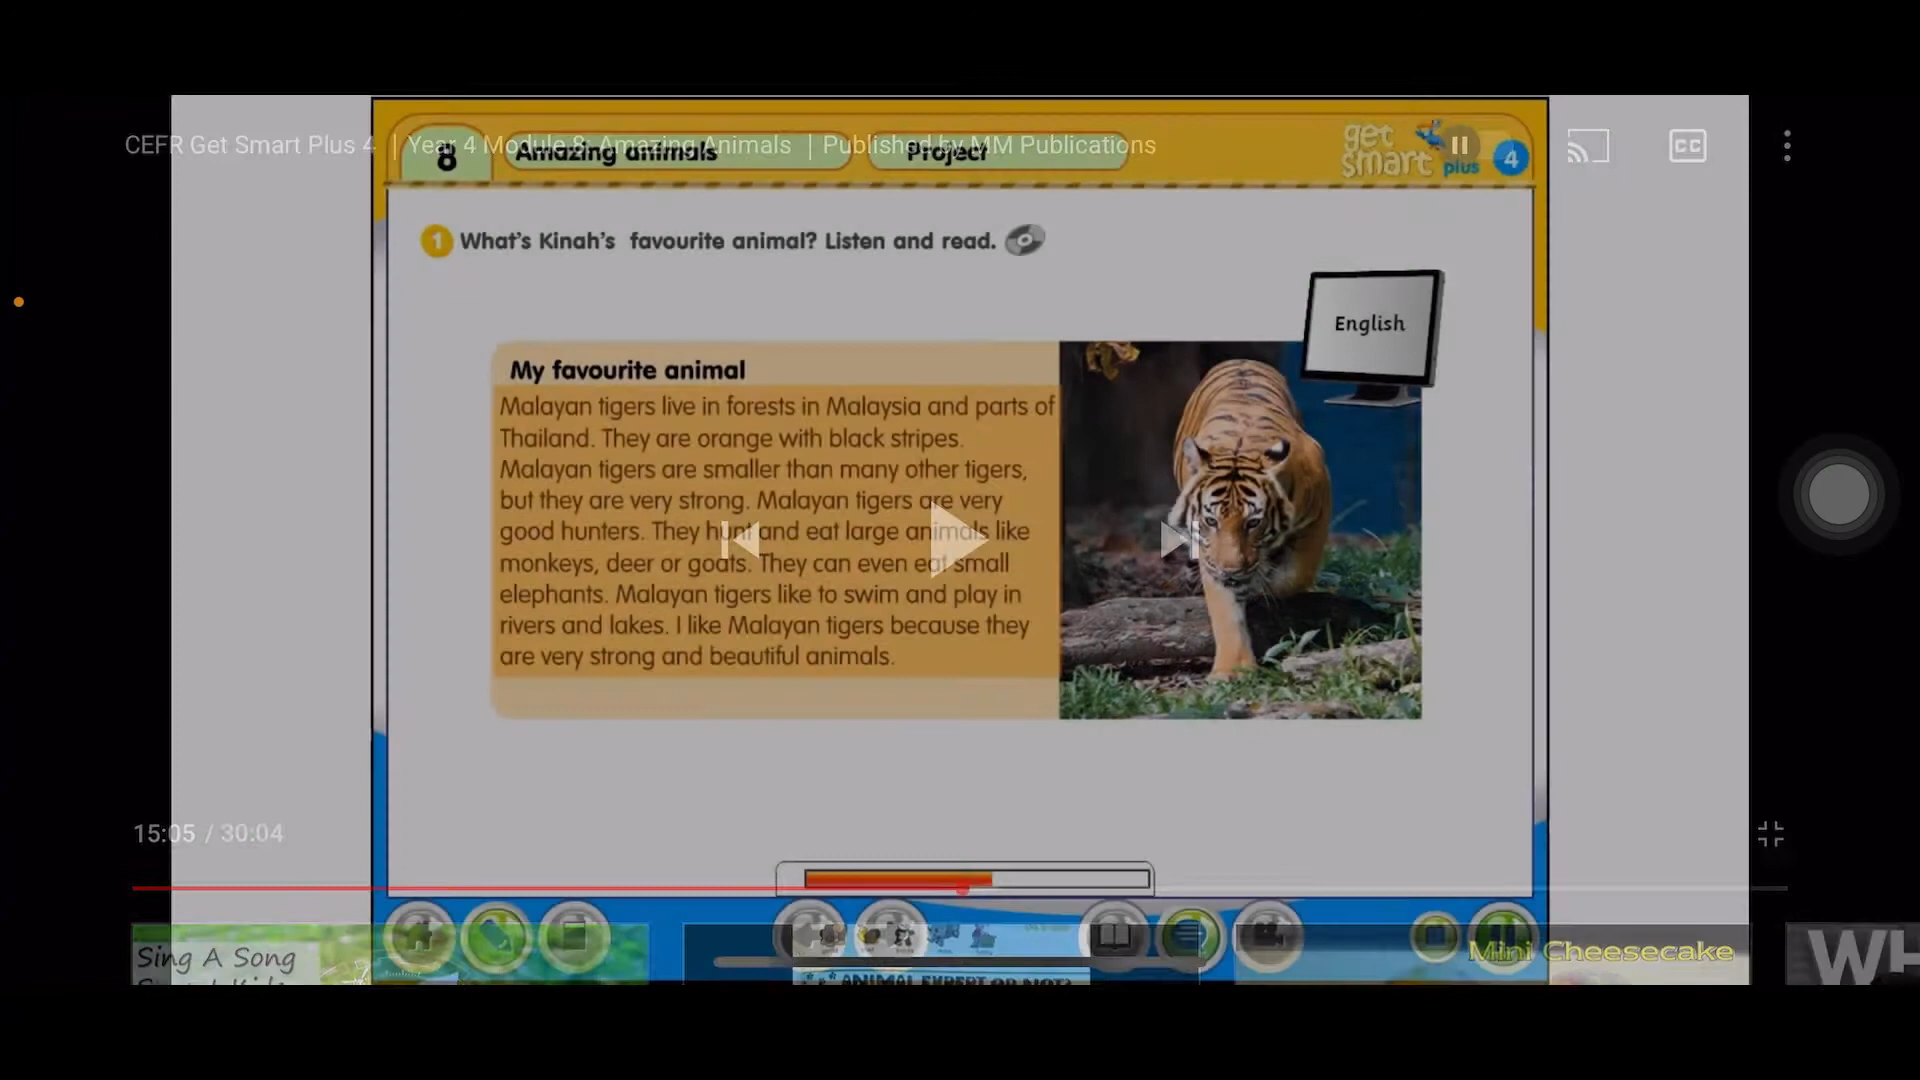 CEFR Get Smart Plus 4 | Year 4 Module 8: Amazing Animals | Published by MM Publications
8 Amazing animals Project
get smart plus 4
CC
1 What's Kinah's favourite animal? Listen and read.
English
My favourite animal
Malayan tigers live in forests in Malaysia and parts of
Thailand. They are orange with black stripes.
Malayan tigers are smaller than many other tigers,
but they are very strong. Malayan tigers are very
good hunters. They hunt and eat large animals like
monkeys, deer or goats. They can even eat small
elephants. Malayan tigers like to swim and play in
rivers and lakes. I like Malayan tigers because they
are very strong and beautiful animals.
15:05 / 30:04
Sing A Song
ANIMAL EXPERT OR NOT?
Mini Cheesecake